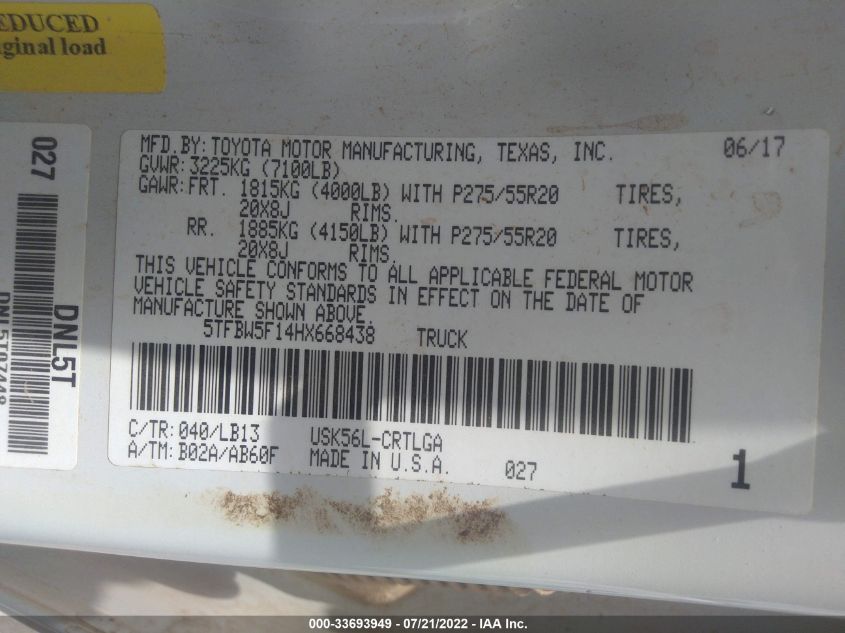 EDUCED
ginal load
027
DNL5T
MFD.BY: TOYOTA MOTOR MANUFACTURING, TEXAS, INC. 06/17
GVWR: 3225KG (7100LB)
GAWR: FRT. 1815KG (4000LB) WITH P275/55R20 TIRES,
20X8J RIMS.
RR. 1885KG (4150LB) WITH P275/55R20 TIRES,
20X8J RIMS.
THIS VEHICLE CONFORMS TO ALL APPLICABLE FEDERAL MOTOR
VEHICLE SAFETY STANDARDS IN EFFECT ON THE DATE OF
MANUFACTURE SHOWN ABOVE.
5TFBW5F14HX668438 TRUCK
C/TR: 040/LB13 USK56L-CRTLGA
A/TM: B02A/AB60F MADE IN U.S.A. 027 1
000-33693949 - 07/21/2022 - IAA Inc.